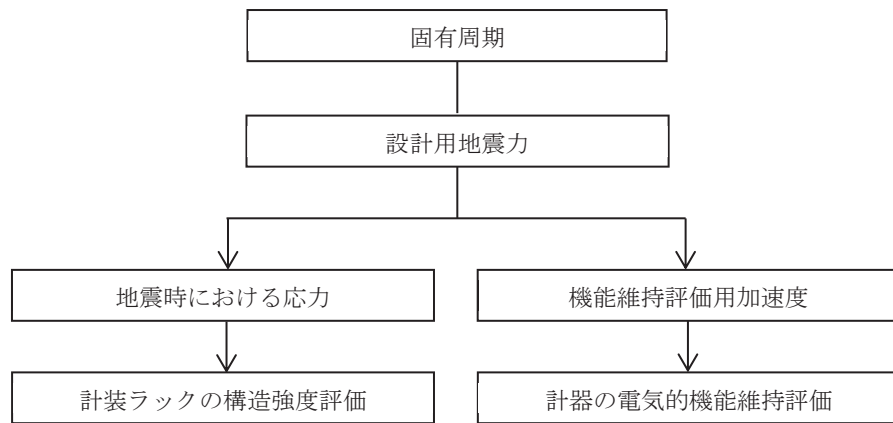 固有周期
設計用地震力
地震時における応力
機能維持評価用加速度
計装ラックの構造強度評価
計器の電気的機能維持評価